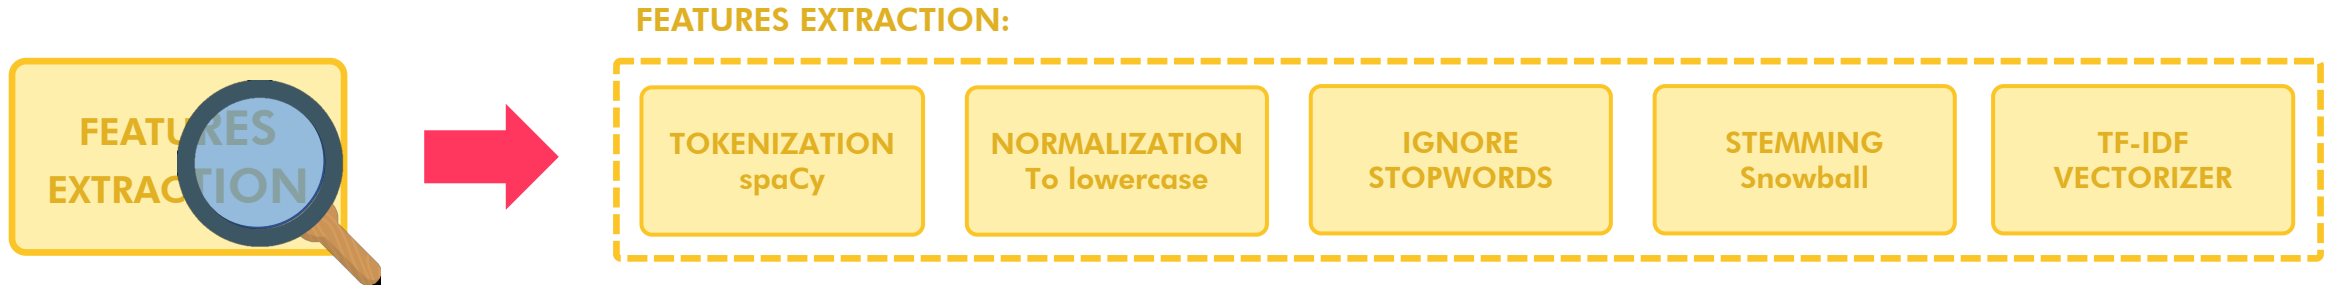 FEATURES
EXTRACTION
FEATURES EXTRACTION:
TOKENIZATION
spaCy
NORMALIZATION
To lowercase
IGNORE
STOPWORDS
STEMMING
Snowball
TF-IDF
VECTORIZER